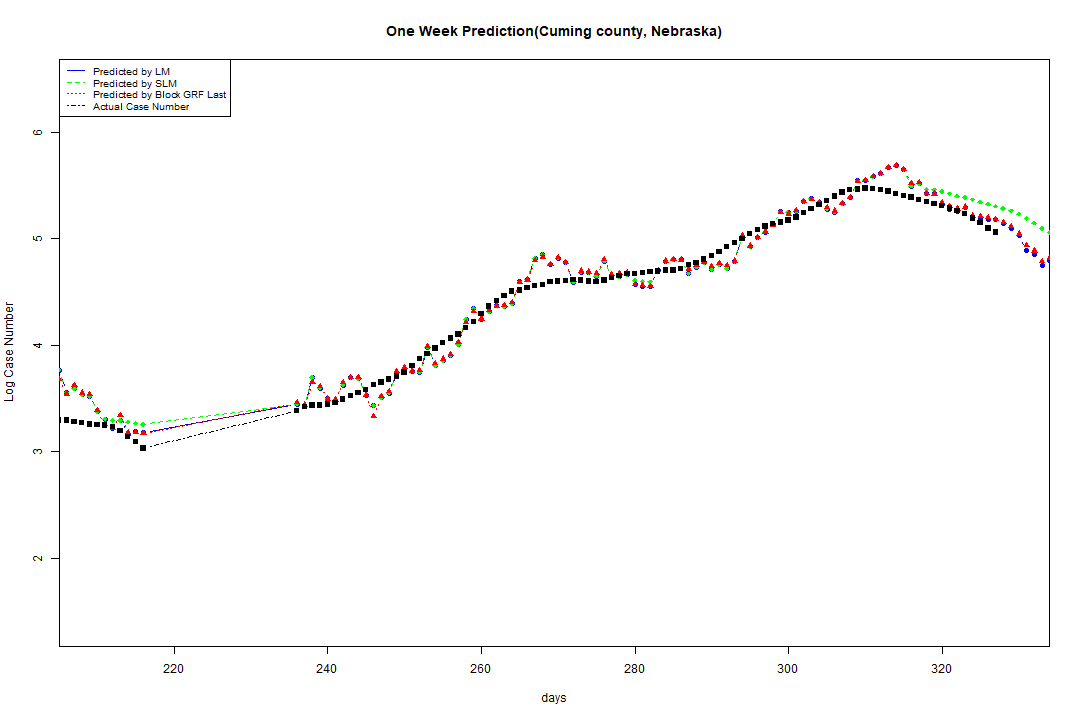 One Week Prediction(Cuming county, Nebraska)
Predicted by LM
Predicted by SLM
Predicted by Block GRF Last
Actual Case Number
6
5
4
3
2
Log Case Number
220 240 260 280 300 320
days